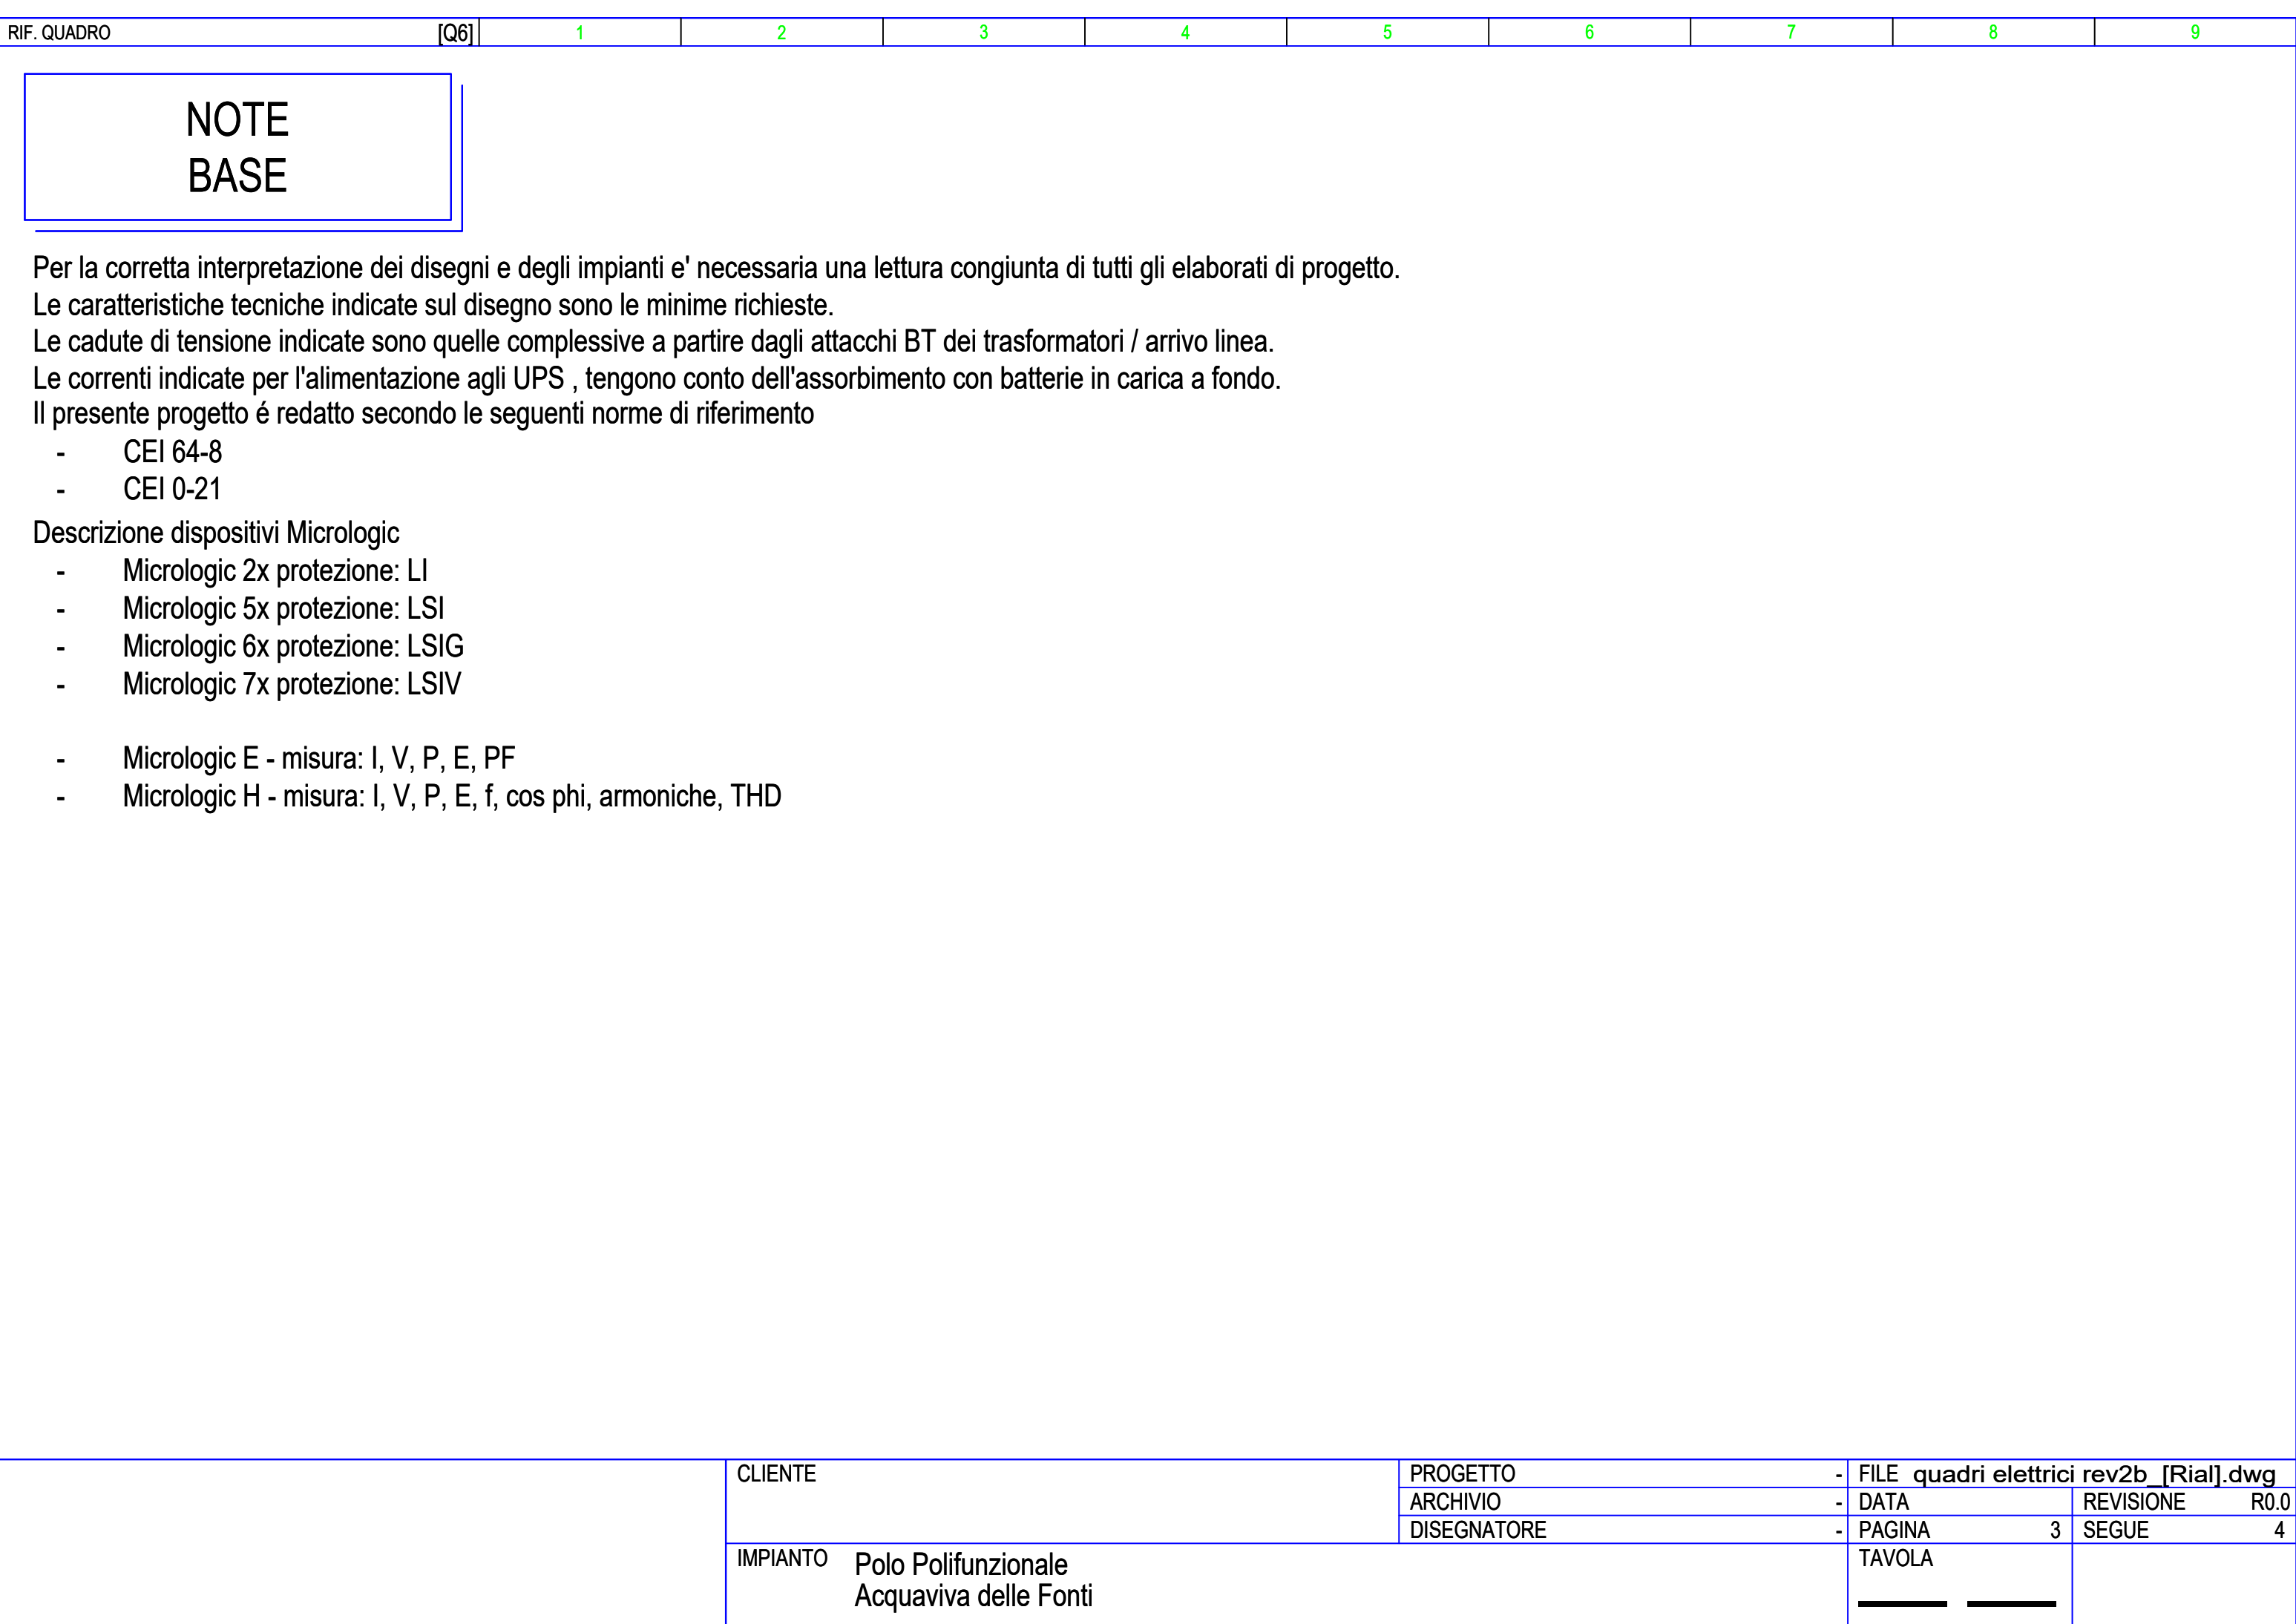 RIF. QUADRO [Q6] 1 2 3 4 5 6 7 8 9
NOTE
BASE
Per la corretta interpretazione dei disegni e degli impianti e' necessaria una lettura congiunta di tutti gli elaborati di progetto.
Le caratteristiche tecniche indicate sul disegno sono le minime richieste.
Le cadute di tensione indicate sono quelle complessive a partire dagli attacchi BT dei trasformatori / arrivo linea.
Le correnti indicate per l'alimentazione agli UPS , tengono conto dell'assorbimento con batterie in carica a fondo.
Il presente progetto é redatto secondo le seguenti norme di riferimento
- CEI 64-8
- CEI 0-21
Descrizione dispositivi Micrologic
- Micrologic 2x protezione: LI
- Micrologic 5x protezione: LSI
- Micrologic 6x protezione: LSIG
- Micrologic 7x protezione: LSIV
- Micrologic E - misura: I, V, P, E, PF
- Micrologic H - misura: I, V, P, E, f, cos phi, armoniche, THD
CLIENTE
PROGETTO -
ARCHIVIO -
DISEGNATORE -
FILE quadri elettrici rev2b_[Rial].dwg
DATA REVISIONE R0.0
PAGINA 3 SEGUE 4
IMPIANTO Polo Polifunzionale
Acquaviva delle Fonti
TAVOLA